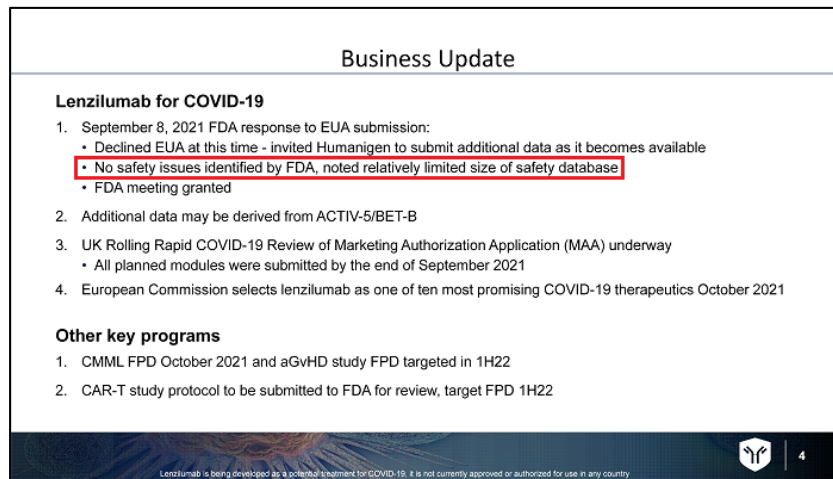 Business Update
Lenzilumab for COVID-19
1. September 8, 2021 FDA response to EUA submission:
• Declined EUA at this time - invited Humanigen to submit additional data as it becomes available
• No safety issues identified by FDA, noted relatively limited size of safety database
• FDA meeting granted
2. Additional data may be derived from ACTIV-5/BET-B
3. UK Rolling Rapid COVID-19 Review of Marketing Authorization Application (MAA) underway
• All planned modules were submitted by the end of September 2021
4. European Commission selects lenzilumab as one of ten most promising COVID-19 therapeutics October 2021
Other key programs
1. CMML FPD October 2021 and aGvHD study FPD targeted in 1H22
2. CAR-T study protocol to be submitted to FDA for review, target FPD 1H22
4
Lenzilumab is being developed as a potential treatment for COVID-19, it is not currently approved or authorized for use in any country